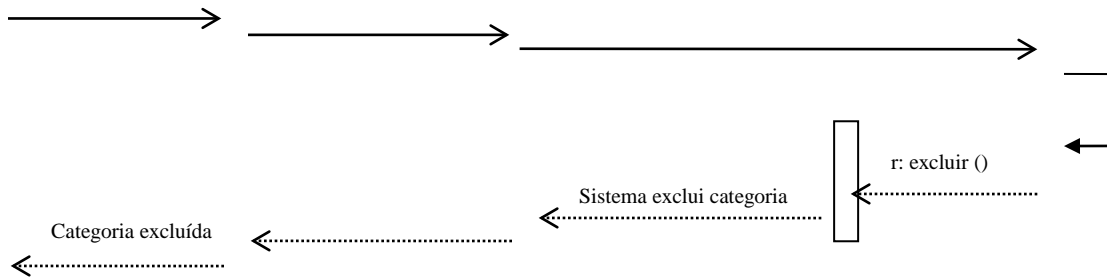 r: excluir ()
Sistema exclui categoria
Categoria excluída